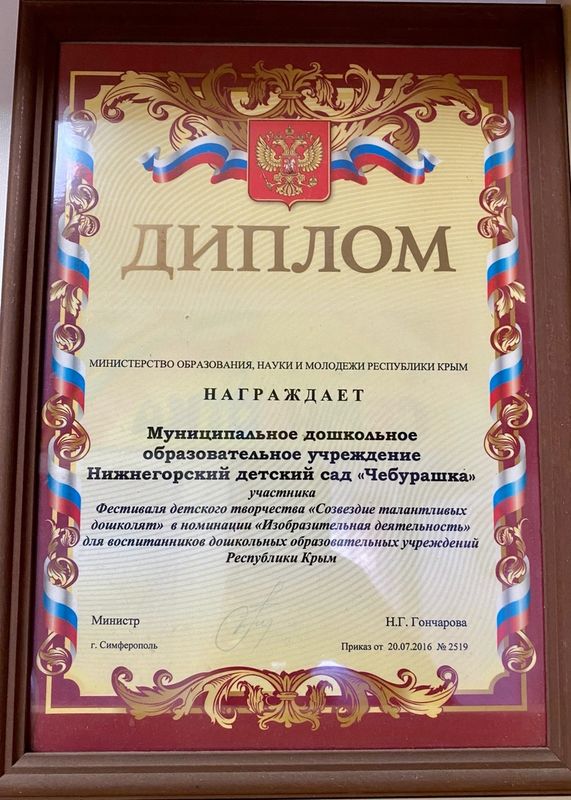 ДИПЛОМ
МИНИСТЕРСТВО ОБРАЗОВАНИЯ, НАУКИ И МОЛОДЕЖИ РЕСПУБЛИКИ КРЫМ
НАГРАЖДАЕТ
Муниципальное дошкольное
образовательное учреждение
Нижнегорский детский сад «Чебурашка»
участника
Фестиваля детского творчества «Созвездие талантливых
дошколят» в номинации «Изобразительная деятельность»
для воспитанников дошкольных образовательных учреждений
Республики Крым
Министр Н.Г. Гончарова
г. Симферополь Приказ от 20.07.2016 № 2519